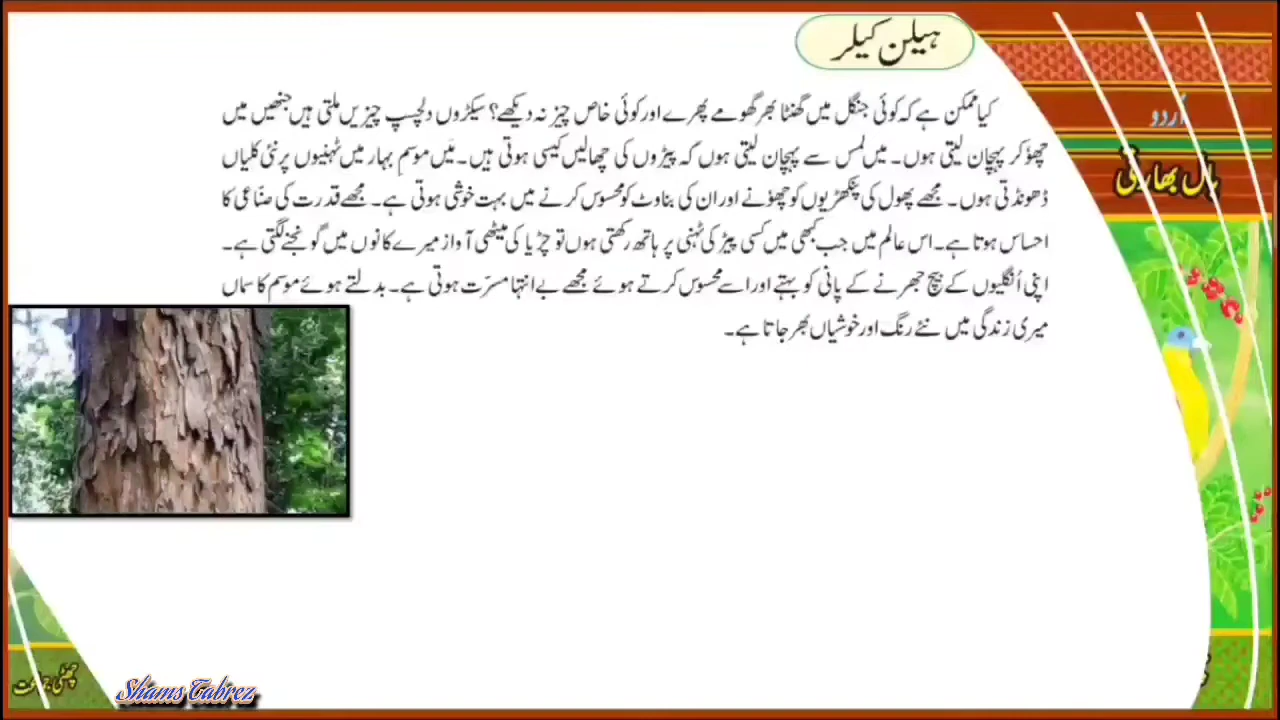 ہیلن کیلر
کیا ممکن ہے کہ کوئی جنگل میں گھنٹا بھر گھومے پھرے اور کوئی خاص چیز نہ دیکھے؟ سیکڑوں دلچسپ چیزیں ملتی ہیں جنھیں میں
چھوٗ کر پہچان لیتی ہوں۔ میں لمس سے پہچان لیتی ہوں کہ پیڑوں کی چھالیں کیسی ہوتی ہیں۔ میَں موسمِ بہار میں ٹہنیوں پر نئی کلیاں
ڈھونڈتی ہوں۔ مجھے پھول کی پنکھڑیوں کو چھوٗنے اور ان کی بناوٹ کو محسوس کرنے میں بہت خوشی ہوتی ہے۔ مجھے قدرت کی صنّاعی کا
احساس ہوتا ہے۔ اس عالم میں جب کبھی میں کسی پیڑ کی ٹہنی پر ہاتھ رکھتی ہوں تو چڑیا کی میٹھی آواز میرے کانوں میں گونجنے لگتی ہے۔
اپنی اُنگلیوں کے بیچ جھرنے کے پانی کو بہتے اور اسے محسوس کرتے ہوئے مجھے بے انتہا مسرّت ہوتی ہے۔ بدلتے ہوئے موسم کا سماں
میری زندگی میں نئے رنگ اور خوشیاں بھر جاتا ہے۔
اُردو
بال بھارتی
چھٹی جماعت
Shams Tabrez